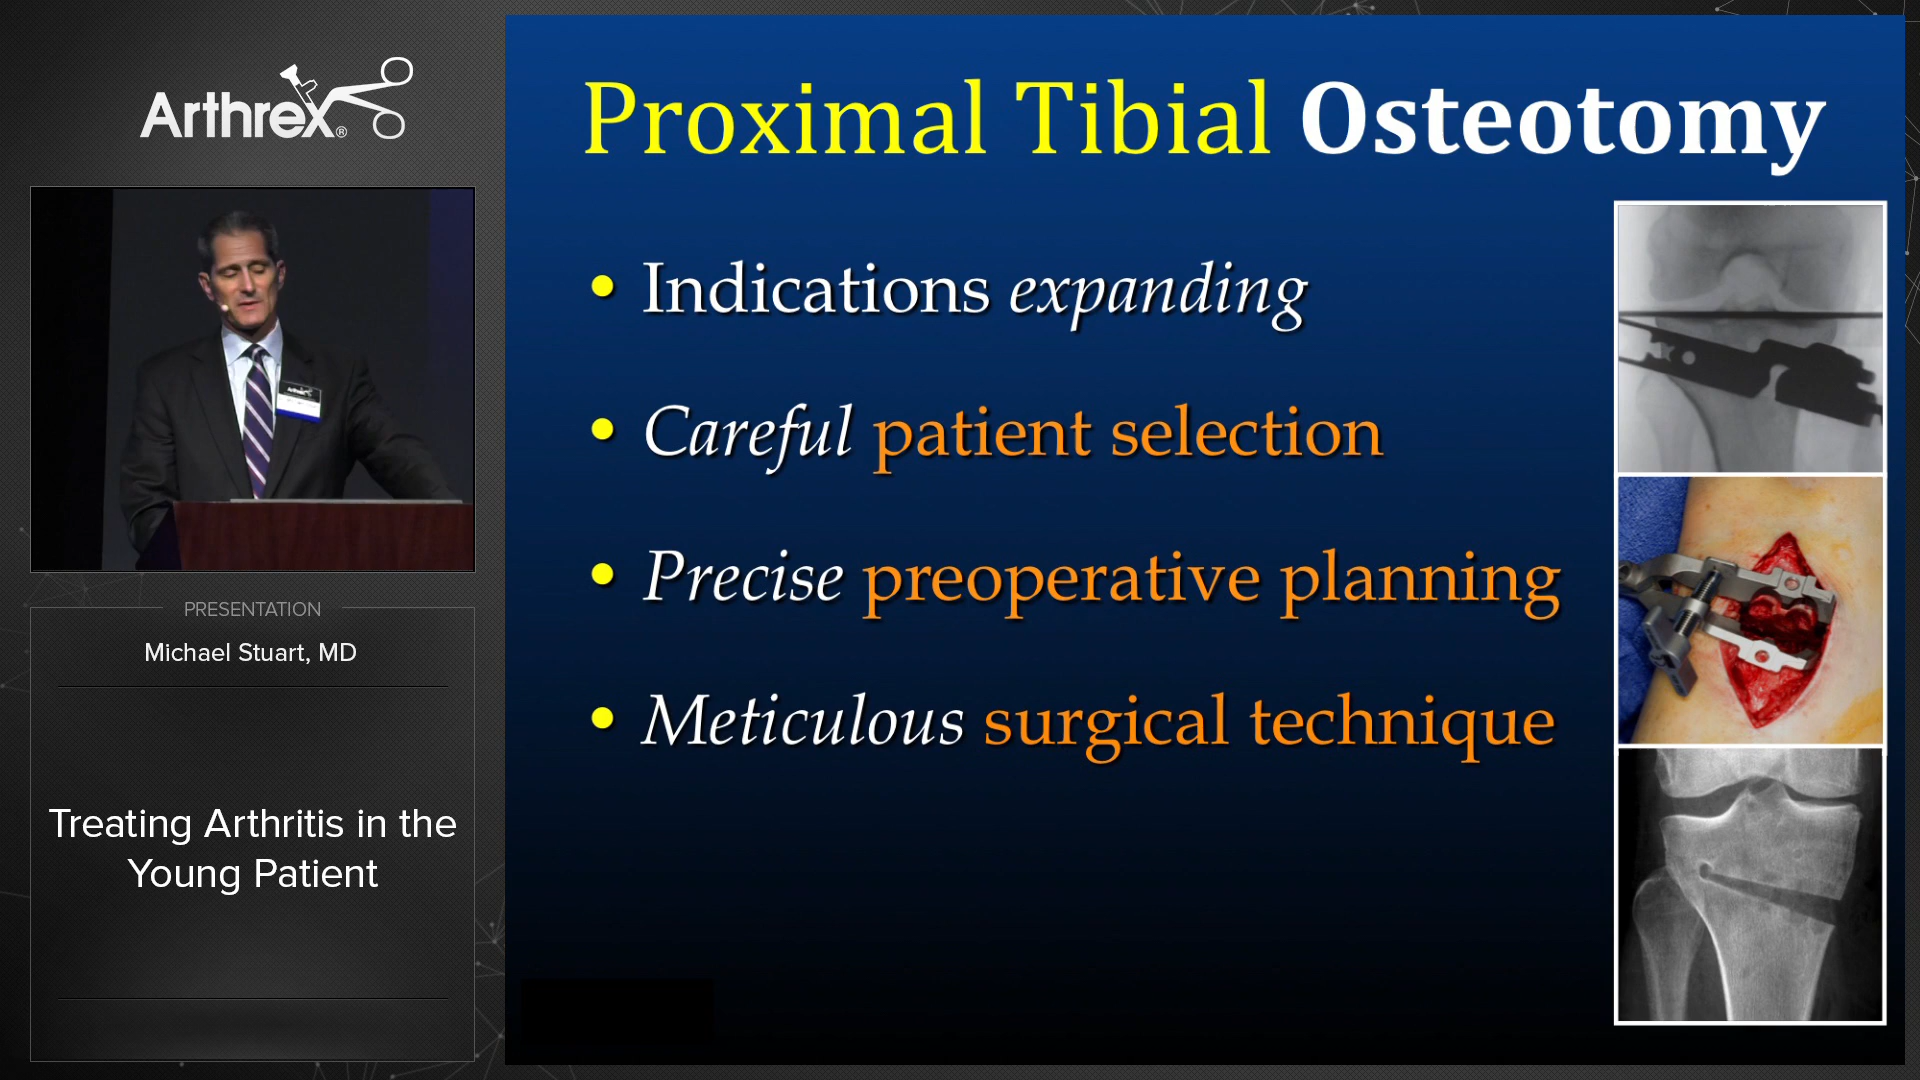 Arthrex®
PRESENTATION
Michael Stuart, MD
Treating Arthritis in the
Young Patient
Proximal Tibial Osteotomy
• Indications expanding
• Careful patient selection
• Precise preoperative planning
• Meticulous surgical technique
Arthrex